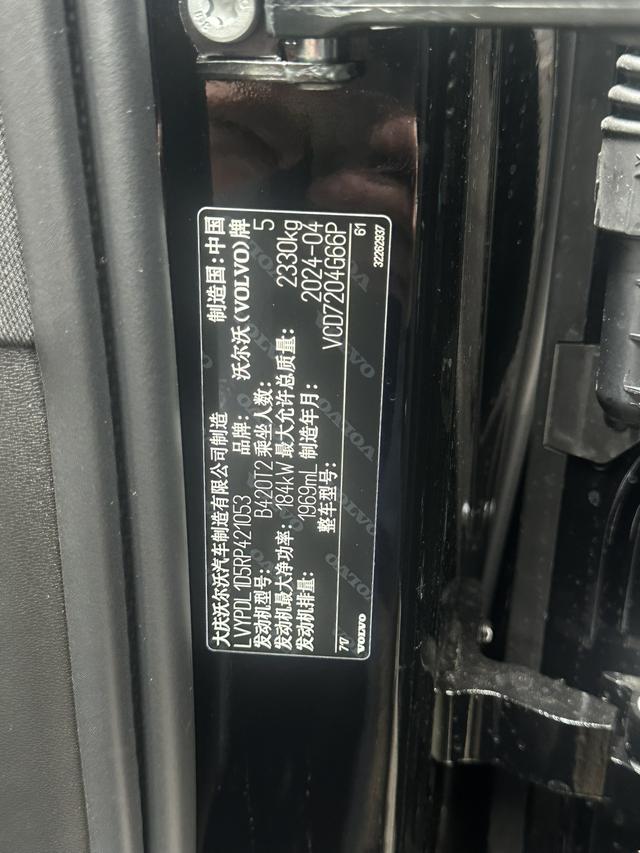 大庆沃尔沃汽车制造有限公司制造 制造国:中国
LVYPDL1D5RP421053 品牌: 沃尔沃(VOLVO)牌
发动机型号: B420T2 乘坐人数: 5
发动机最大净功率: 184kW 最大允许总质量: 2330kg
发动机排量: 1969mL 制造年月: 2024-04
整车型号: VCD7204G66P
7V 61
VOLVO 32262937